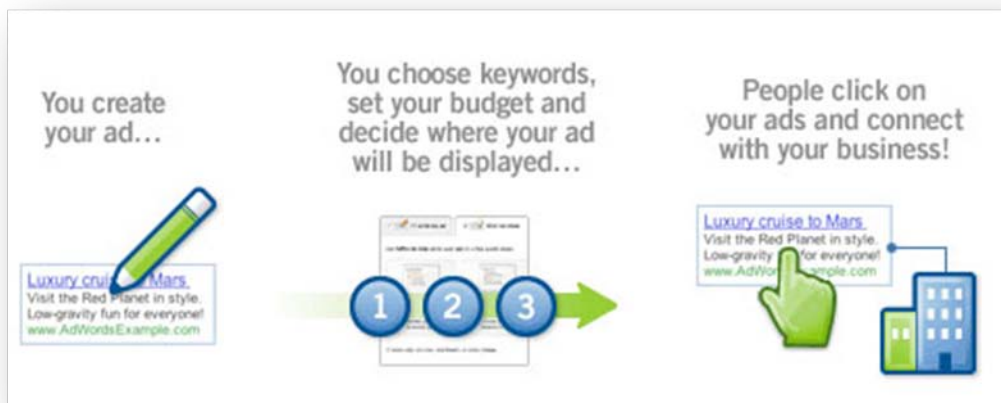 You create
your ad...
You choose keywords,
set your budget and
decide where your ad
will be displayed...
People click on
your ads and connect
with your business!
Luxury cruise to Mars
Visit the Red Planet in style.
Low-gravity fun for everyone!
www.AdWordsExample.com
1 2 3
Luxury cruise to Mars
Visit the Red Planet in style.
Low-gravity for everyone!
www.AdWordsExample.com